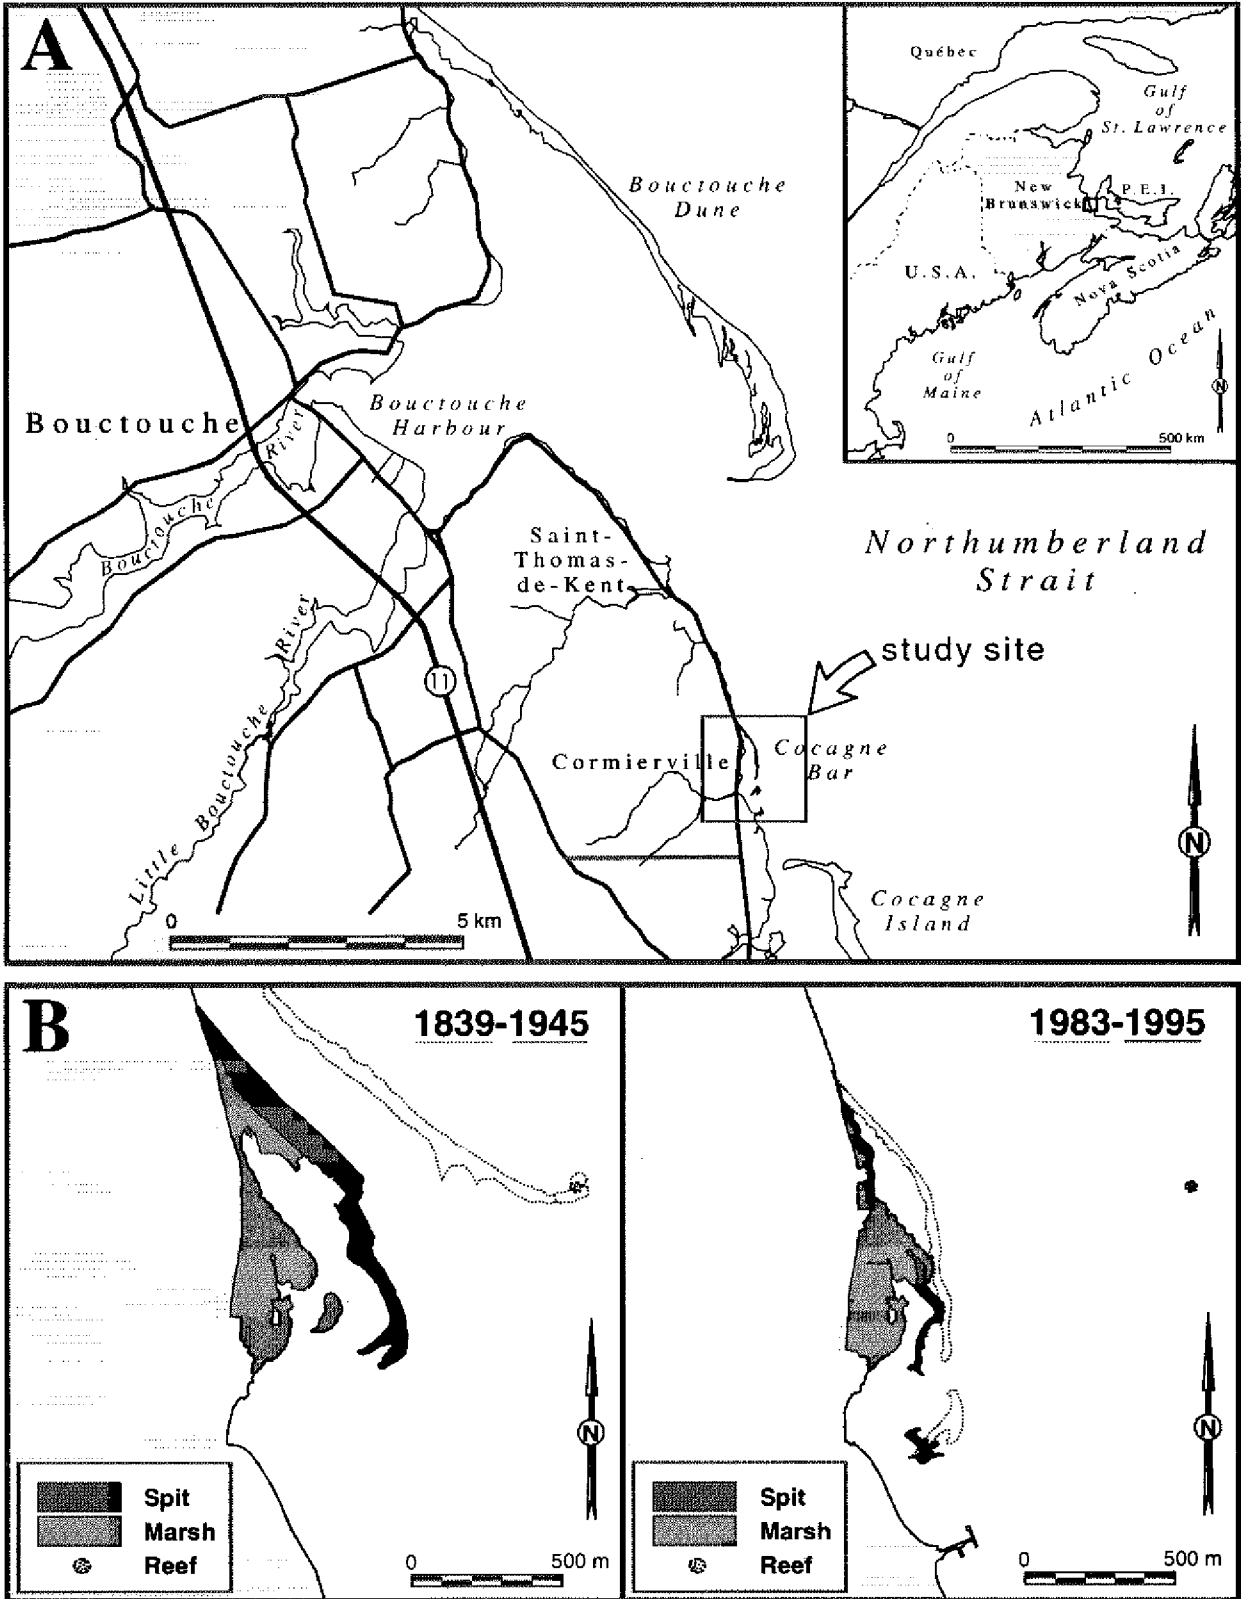 A
Bouctouche
Dune
Bouctouche
Harbour
Bouctouche
River
Bouctouche
Saint-
Thomas-
de-Kent
Northumberland
Strait
River
Little Bouctouche
11
study site
Cormierville
Cocagne
Bar
Cocagne
Island
N
0 5 km
Québec
Gulf
of
St. Lawrence
New
Brunswick
P.E.I.
U.S.A.
Nova Scotia
Gulf
of
Maine
Atlantic Ocean
N
0 500 km
B
1839-1945
N
Spit
Marsh
Reef
0 500 m
1983-1995
N
Spit
Marsh
Reef
0 500 m